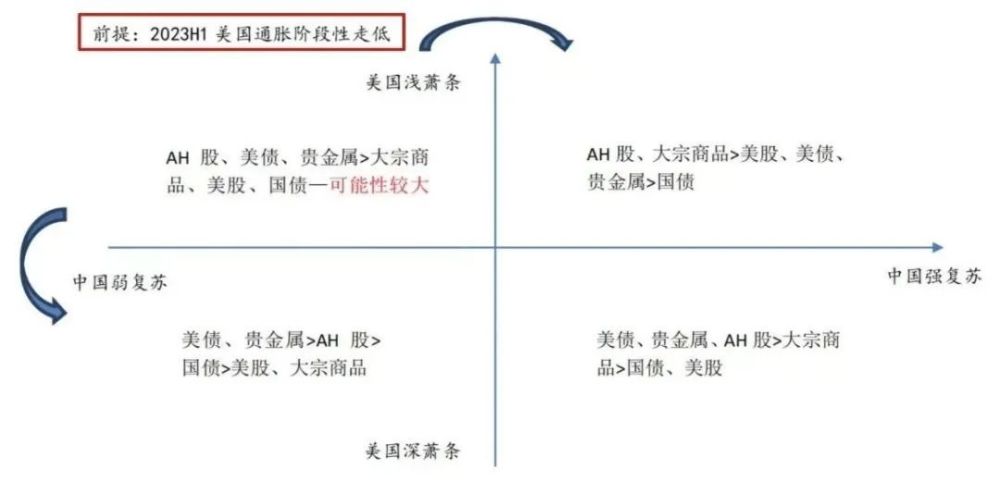 前提：2023H1 美国通胀阶段性走低
美国浅萧条
AH 股、美债、贵金属>大宗商
品、美股、国债—可能性较大
AH 股、大宗商品>美股、美债、
贵金属>国债
中国弱复苏
中国强复苏
美债、贵金属>AH 股>
国债>美股、大宗商品
美债、贵金属、AH 股>大宗商
品>国债、美股
美国深萧条